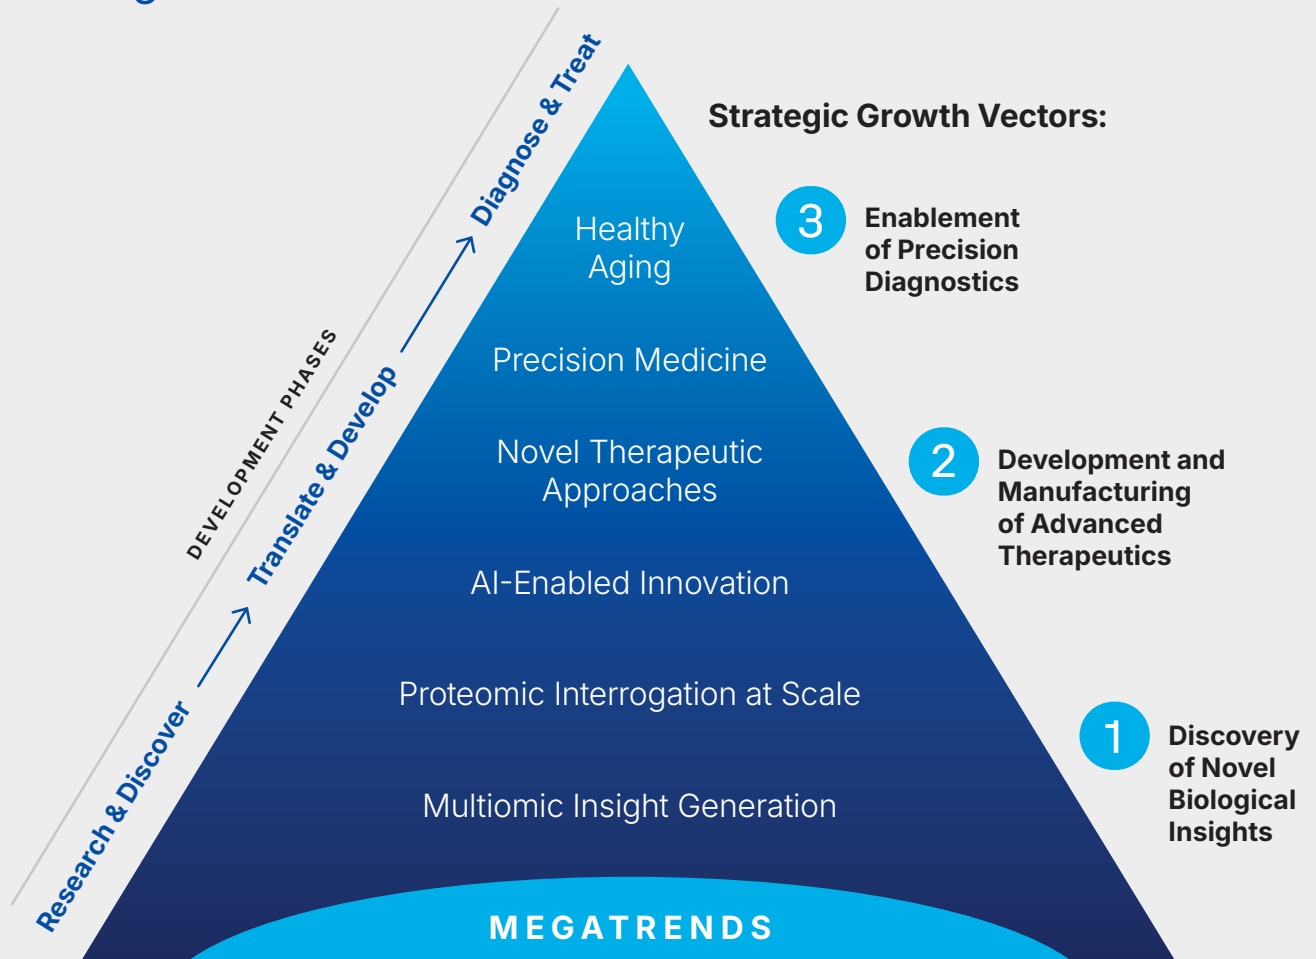 Strategic Growth Vectors:
DEVELOPMENT PHASES
Research & Discover
Translate & Develop
Diagnose & Treat
Healthy
Aging
Precision Medicine
Novel Therapeutic
Approaches
AI-Enabled Innovation
Proteomic Interrogation at Scale
Multiomic Insight Generation
MEGATRENDS
3
Enablement
of Precision
Diagnostics
2
Development and
Manufacturing
of Advanced
Therapeutics
1
Discovery
of Novel
Biological
Insights